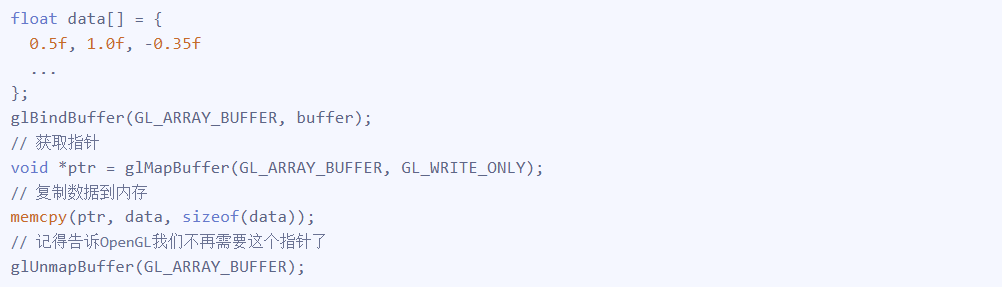 float data[] = {
  0.5f, 1.0f, -0.35f
  ...
};
glBindBuffer(GL_ARRAY_BUFFER, buffer);
// 获取指针
void *ptr = glMapBuffer(GL_ARRAY_BUFFER, GL_WRITE_ONLY);
// 复制数据到内存
memcpy(ptr, data, sizeof(data));
// 记得告诉OpenGL我们不再需要这个指针了
glUnmapBuffer(GL_ARRAY_BUFFER);